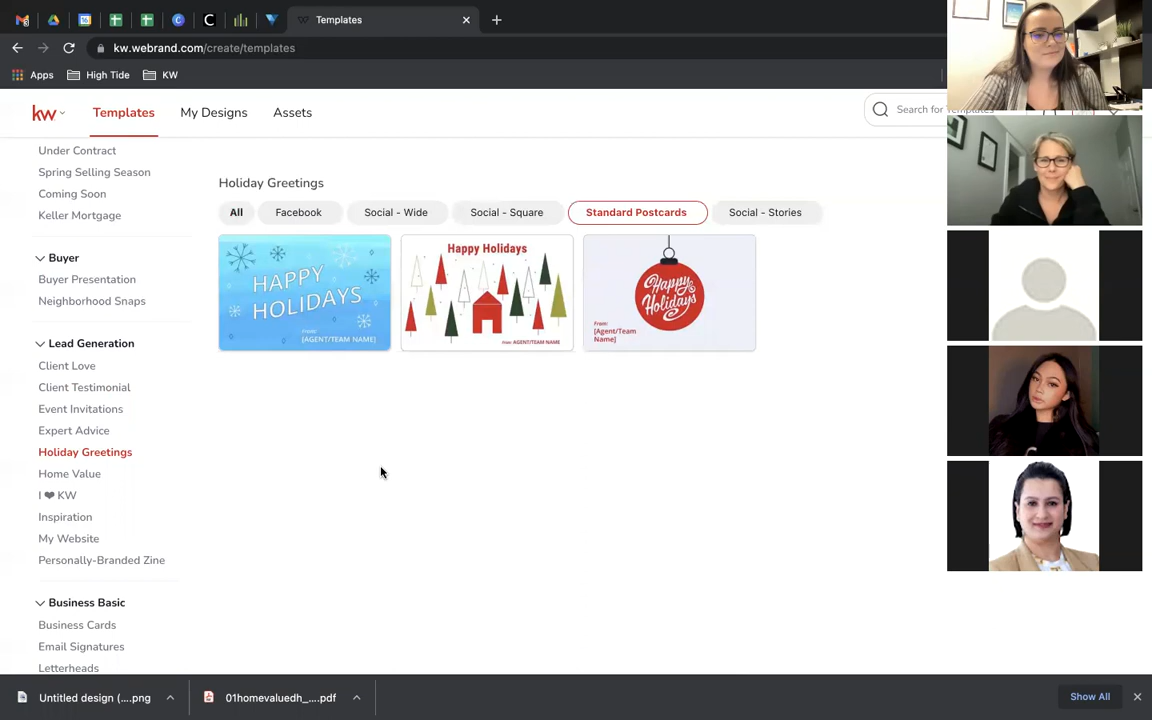 Templates
kw.webrand.com/create/templates
Apps
High Tide
KW
kw
Templates
My Designs
Assets
Search for Templates
Under Contract
Spring Selling Season
Coming Soon
Keller Mortgage
Buyer
Buyer Presentation
Neighborhood Snaps
Lead Generation
Client Love
Client Testimonial
Event Invitations
Expert Advice
Holiday Greetings
Home Value
I ❤ KW
Inspiration
My Website
Personally-Branded Zine
Business Basic
Business Cards
Email Signatures
Letterheads
Holiday Greetings
All
Facebook
Social - Wide
Social - Square
Standard Postcards
Social - Stories
HAPPY
HOLIDAYS
From:
[AGENT/TEAM NAME]
Happy Holidays
from AGENT/TEAM NAME
Happy
Holidays
From:
[Agent/Team
Name]
Untitled design (....png
01homevaluedh_....pdf
Show All